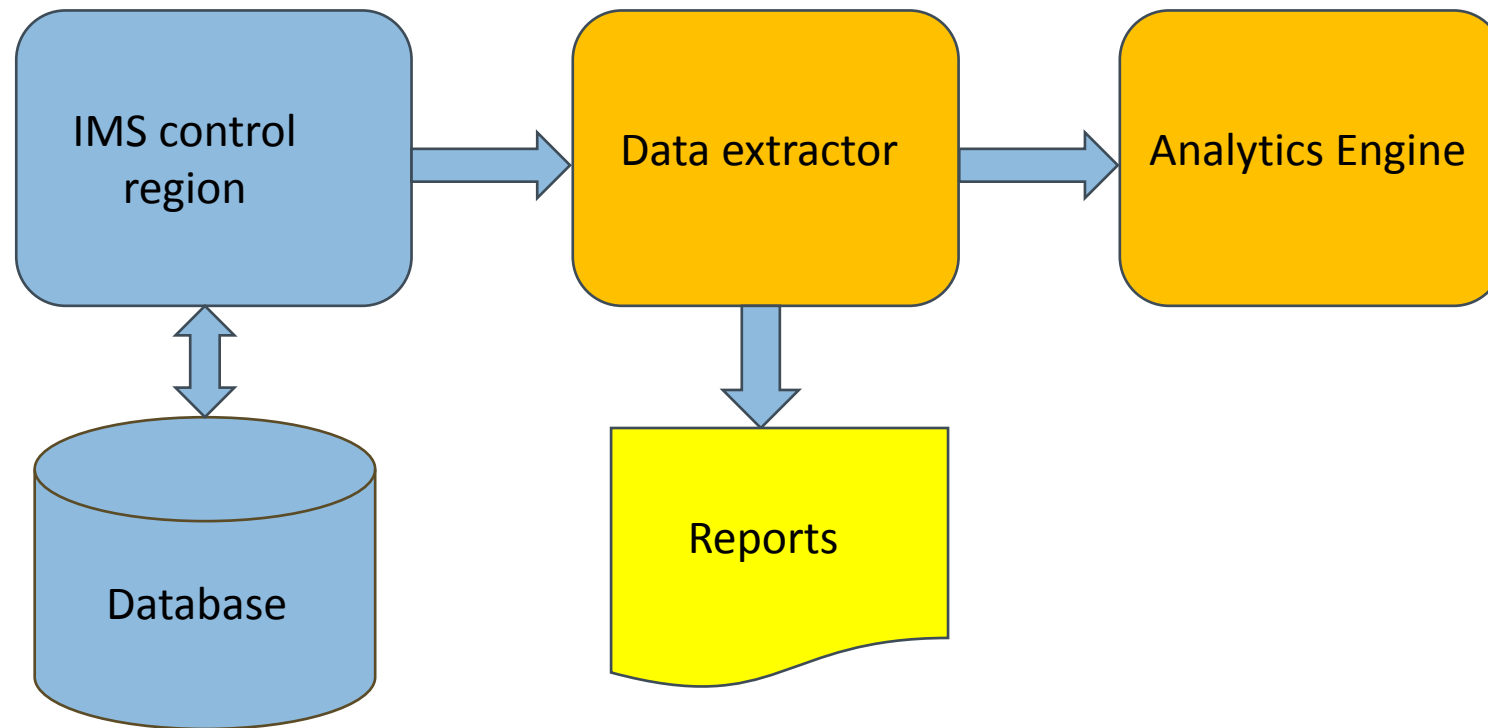 IMS control
region
Data extractor
Analytics Engine
Database
Reports